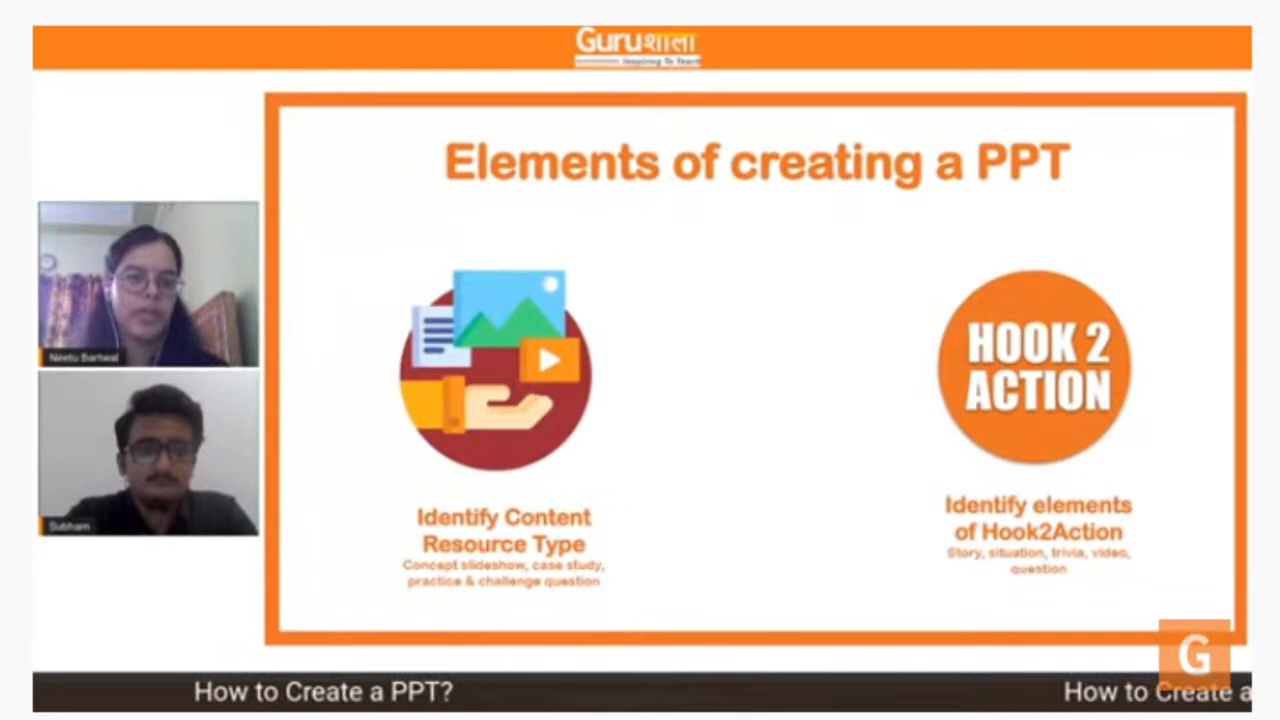 Guruशाला
Inspiring To Teach
Elements of creating a PPT
Neetu Bartwal
Subham
HOOK 2
ACTION
Identify Content
Resource Type
Concept slideshow, case study,
practice & challenge question
Identify elements
of Hook2Action
Story, situation, trivia, video,
question
G
How to Create a PPT?
How to Create a